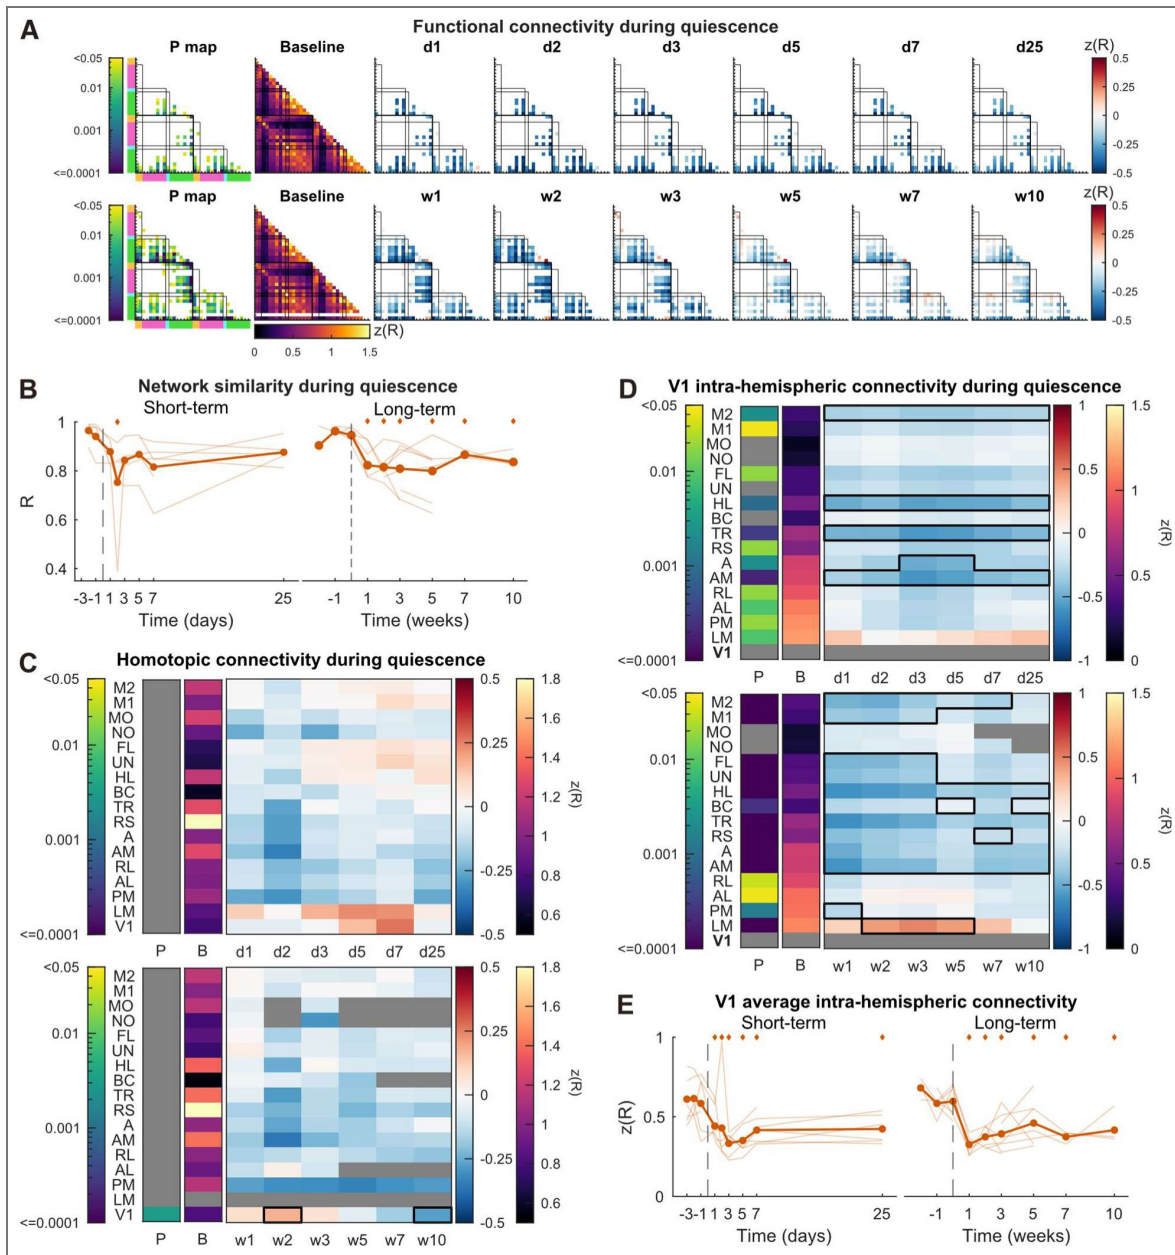 A
Functional connectivity during quiescence
P map Baseline d1 d2 d3 d5 d7 d25 z(R)
<0.05
0.01
0.001
<=0.0001
0.5
0.25
0
-0.25
-0.5
P map Baseline w1 w2 w3 w5 w7 w10 z(R)
<0.05
0.01
0.001
<=0.0001
0.5
0.25
0
-0.25
-0.5
z(R)
0 0.5 1 1.5
B
Network similarity during quiescence
Short-term Long-term
1
0.8
0.6
0.4
R
-3 -1 1 3 5 7 25
-1 1 3 5 7 10
Time (days) Time (weeks)
C
Homotopic connectivity during quiescence
<0.05
0.01
0.001
<=0.0001
M2
M1
MO
NO
FL
UN
HL
BC
TR
RS
A
AM
RL
AL
PM
LM
V1
P B d1 d2 d3 d5 d7 d25
0.5
0.25
0
-0.25
-0.5
1.8
1.6
1.4
1.2
1
0.8
0.6
z(R)
<0.05
0.01
0.001
<=0.0001
M2
M1
MO
NO
FL
UN
HL
BC
TR
RS
A
AM
RL
AL
PM
LM
V1
P B w1 w2 w3 w5 w7 w10
0.5
0.25
0
-0.25
-0.5
1.8
1.6
1.4
1.2
1
0.8
0.6
z(R)
D
V1 intra-hemispheric connectivity during quiescence
<0.05
0.01
0.001
<=0.0001
M2
M1
MO
NO
FL
UN
HL
BC
TR
RS
A
AM
RL
AL
PM
LM
V1
P B d1 d2 d3 d5 d7 d25
1
0.5
0
-0.5
-1
1.5
1
0.5
0
z(R)
<0.05
0.01
0.001
<=0.0001
M2
M1
MO
NO
FL
UN
HL
BC
TR
RS
A
AM
RL
AL
PM
LM
V1
P B w1 w2 w3 w5 w7 w10
1
0.5
0
-0.5
-1
1.5
1
0.5
0
z(R)
E
V1 average intra-hemispheric connectivity
Short-term Long-term
1
0.5
0
z(R)
-3 -1 1 3 5 7 25
-1 1 3 5 7 10
Time (days) Time (weeks)